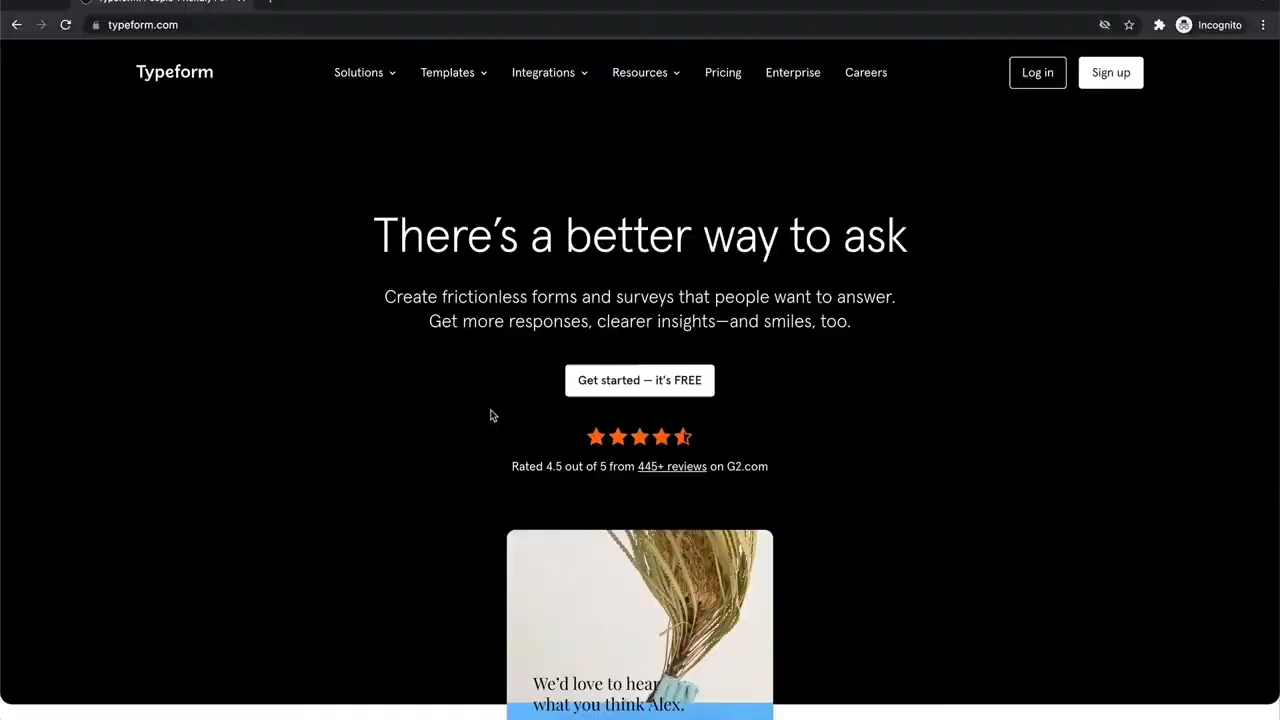 typeform.com
Incognito
Typeform
Solutions
Templates
Integrations
Resources
Pricing
Enterprise
Careers
Log in
Sign up
There's a better way to ask
Create frictionless forms and surveys that people want to answer.
Get more responses, clearer insights—and smiles, too.
Get started — it's FREE
Rated 4.5 out of 5 from 445+ reviews on G2.com
We'd love to hear
what you think Alex.